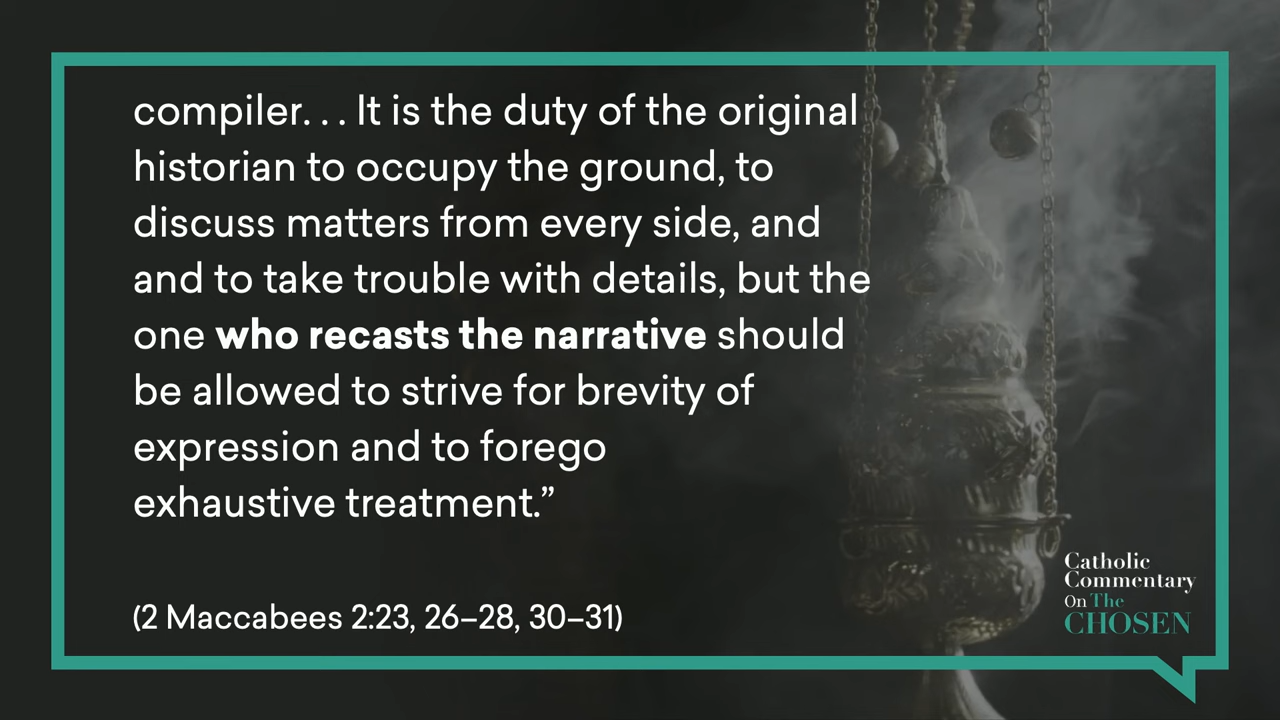 compiler. . . It is the duty of the original
historian to occupy the ground, to
discuss matters from every side, and
and to take trouble with details, but the
one who recasts the narrative should
be allowed to strive for brevity of
expression and to forego
exhaustive treatment.”
(2 Maccabees 2:23, 26–28, 30–31)
Catholic
Commentary
On The
CHOSEN